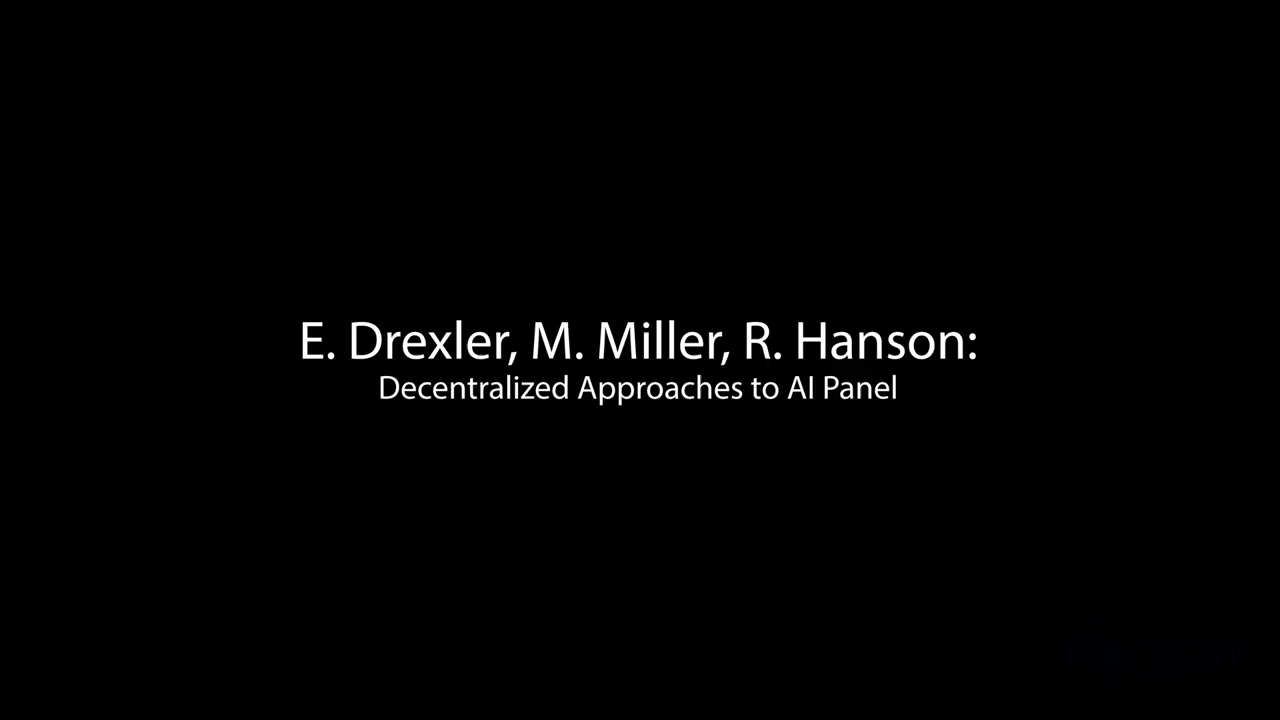 E. Drexler, M. Miller, R. Hanson:
Decentralized Approaches to AI Panel